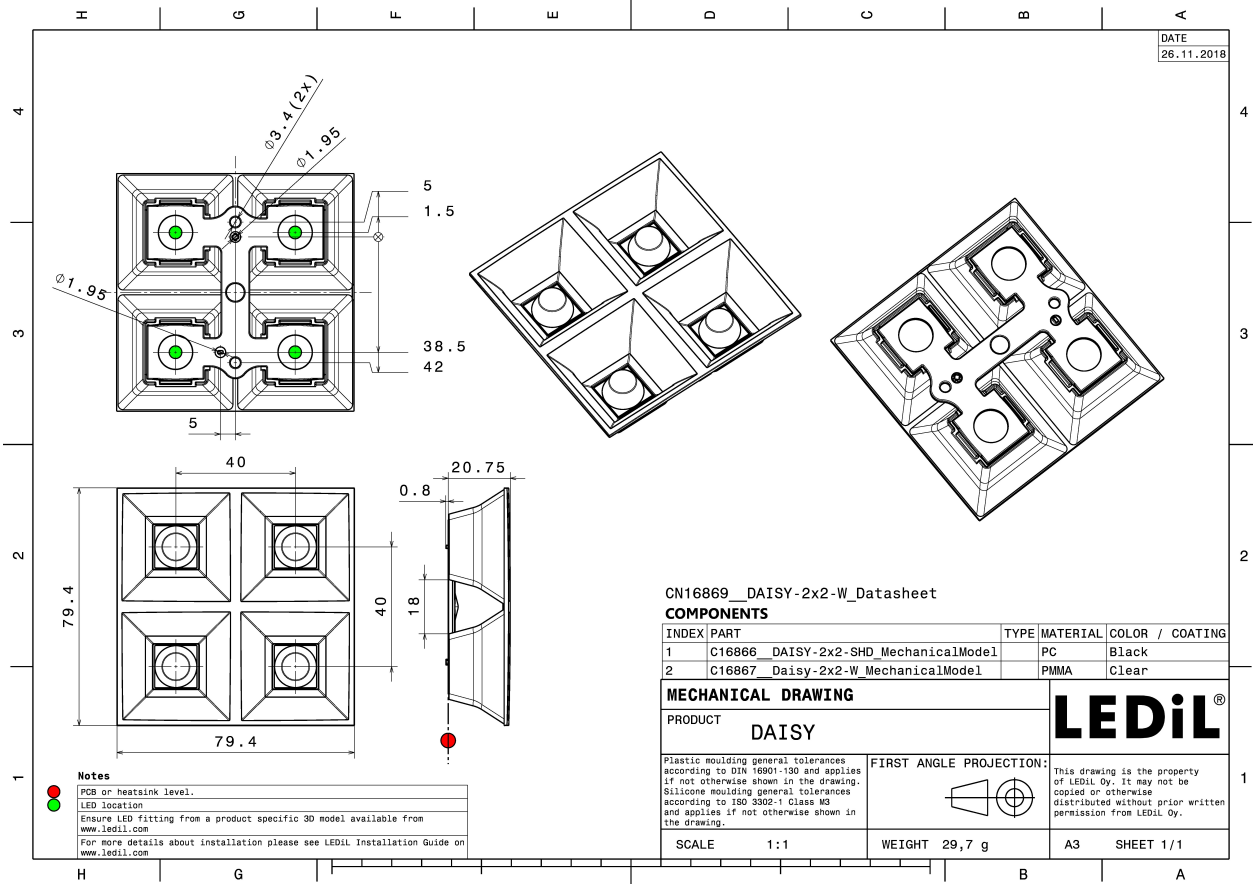 H G F E D C B A
DATE
26.11.2018
4 4
Ø3.4(2x)
Ø1.95
5
1.5
Ø1.95
3 3
38.5
42
5
40
20.75
0.8
2 2
79.4
40
18
79.4
CN16869__DAISY-2x2-W_Datasheet
COMPONENTS
INDEX PART TYPE MATERIAL COLOR / COATING
1 C16866__DAISY-2x2-SHD_MechanicalModel PC Black
2 C16867__Daisy-2x2-W_MechanicalModel PMMA Clear
MECHANICAL DRAWING
PRODUCT
DAISY
LEDiL®
1 1
Plastic moulding general tolerances
according to DIN 16901-130 and applies
if not otherwise shown in the drawing.
Silicone moulding general tolerances
according to ISO 3302-1 Class M3
and applies if not otherwise shown in
the drawing.
FIRST ANGLE PROJECTION:
This drawing is the property
of LEDiL Oy. It may not be
copied or otherwise
distributed without prior written
permission from LEDiL Oy.
SCALE 1:1
WEIGHT 29,7 g
A3 SHEET 1/1
Notes
PCB or heatsink level.
LED location
Ensure LED fitting from a product specific 3D model available from
www.ledil.com
For more details about installation please see LEDiL Installation Guide on
www.ledil.com
H G B A